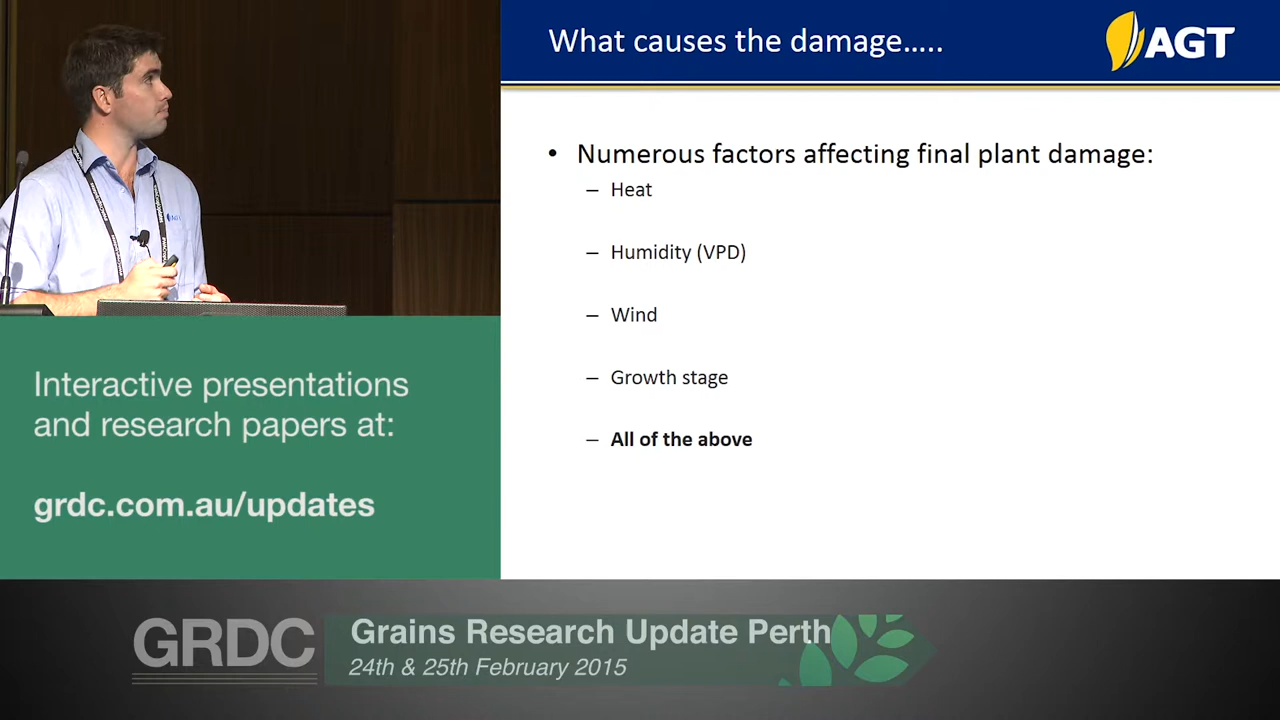 What causes the damage.....
AGT
• Numerous factors affecting final plant damage:
– Heat
– Humidity (VPD)
– Wind
– Growth stage
– All of the above
Interactive presentations
and research papers at:
grdc.com.au/updates
GRDC
Grains Research Update Perth
24th & 25th February 2015